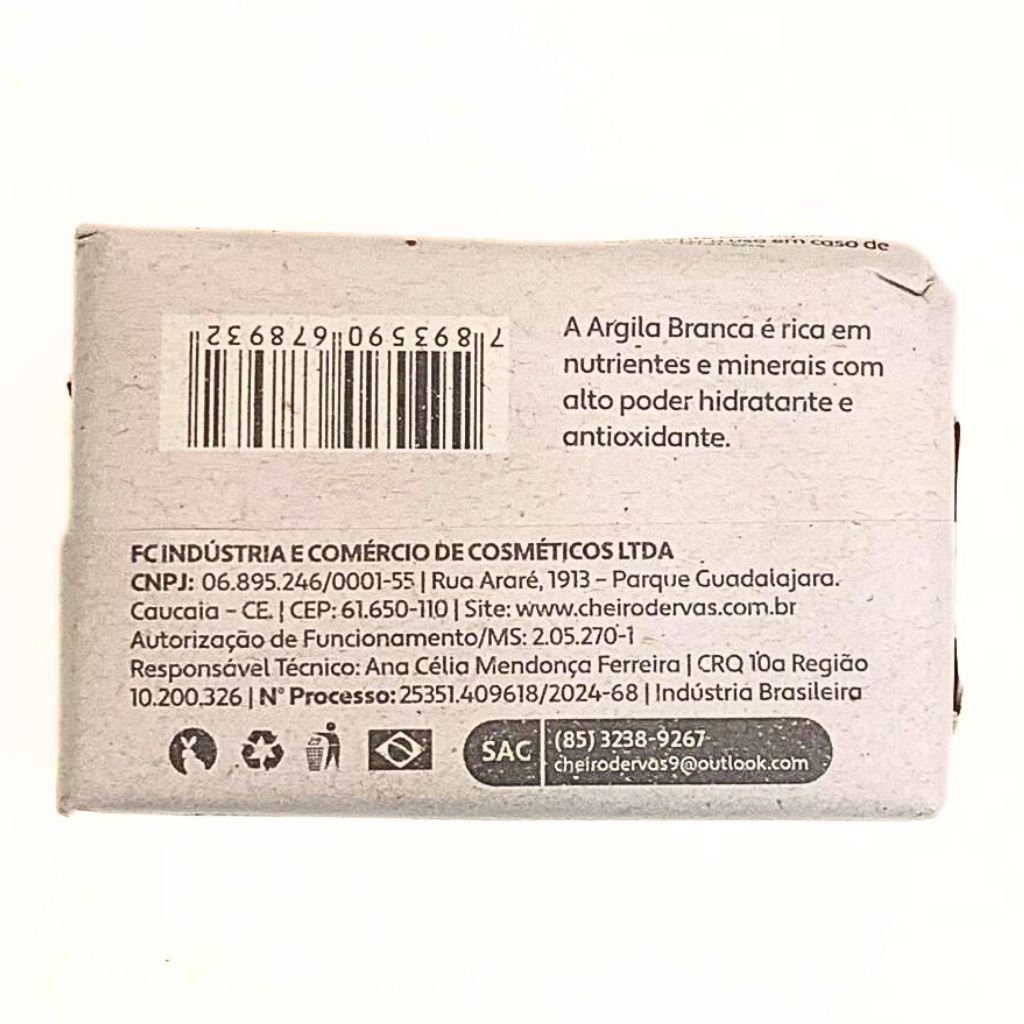 uso em caso de
7 893590 678932
A Argila Branca é rica em
nutrientes e minerais com
alto poder hidratante e
antioxidante.
FC INDÚSTRIA E COMÉRCIO DE COSMÉTICOS LTDA
CNPJ: 06.895.246/0001-55 | Rua Araré, 1913 – Parque Guadalajara.
Caucaia – CE. | CEP: 61.650-110 | Site: www.cheirodervas.com.br
Autorização de Funcionamento/MS: 2.05.270-1
Responsável Técnico: Ana Célia Mendonça Ferreira | CRQ 10a Região
10.200.326 | N° Processo: 25351.409618/2024-68 | Indústria Brasileira
SAC
(85) 3238-9267
cheirodervas9@outlook.com